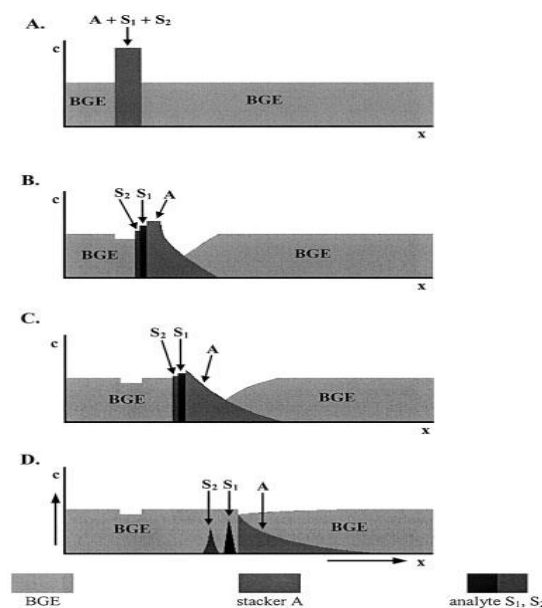 A.
A + S₁ + S₂
c
BGE
BGE
x
B.
S₂ S₁ A
c
BGE
BGE
x
C.
S₂ S₁ A
c
BGE
BGE
x
D.
c
S₂ S₁ A
BGE
BGE
x
BGE
stacker A
analyte S₁, S₂